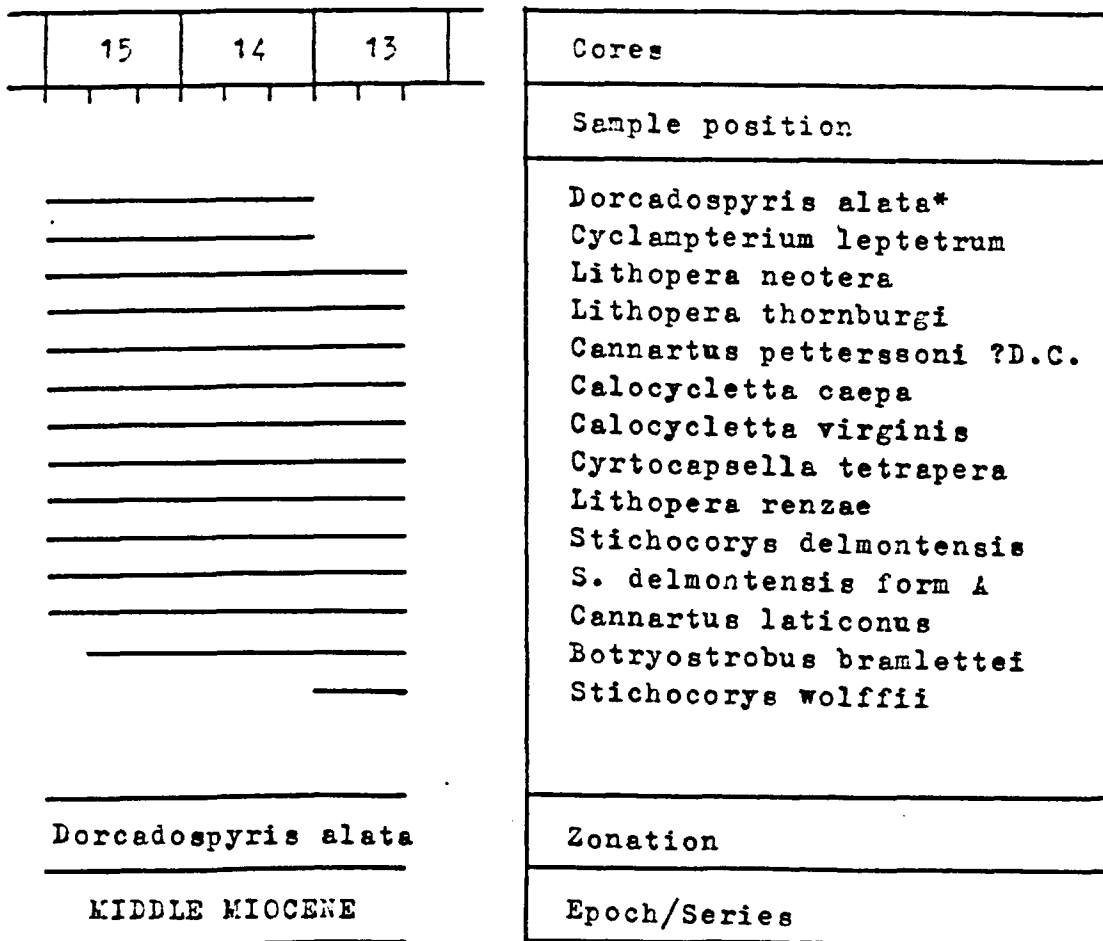 15 14 13
Cores
Sample position
Dorcadospyris alata*
Cyclampterium leptetrum
Lithopera neotera
Lithopera thornburgi
Cannartus petterssoni ?D.C.
Calocycletta caepa
Calocycletta virginis
Cyrtocapsella tetrapera
Lithopera renzae
Stichocorys delmontensis
S. delmontensis form A
Cannartus laticonus
Botryostrobus bramlettei
Stichocorys wolffii
Dorcadospyris alata
Zonation
MIDDLE MIOCENE
Epoch/Series